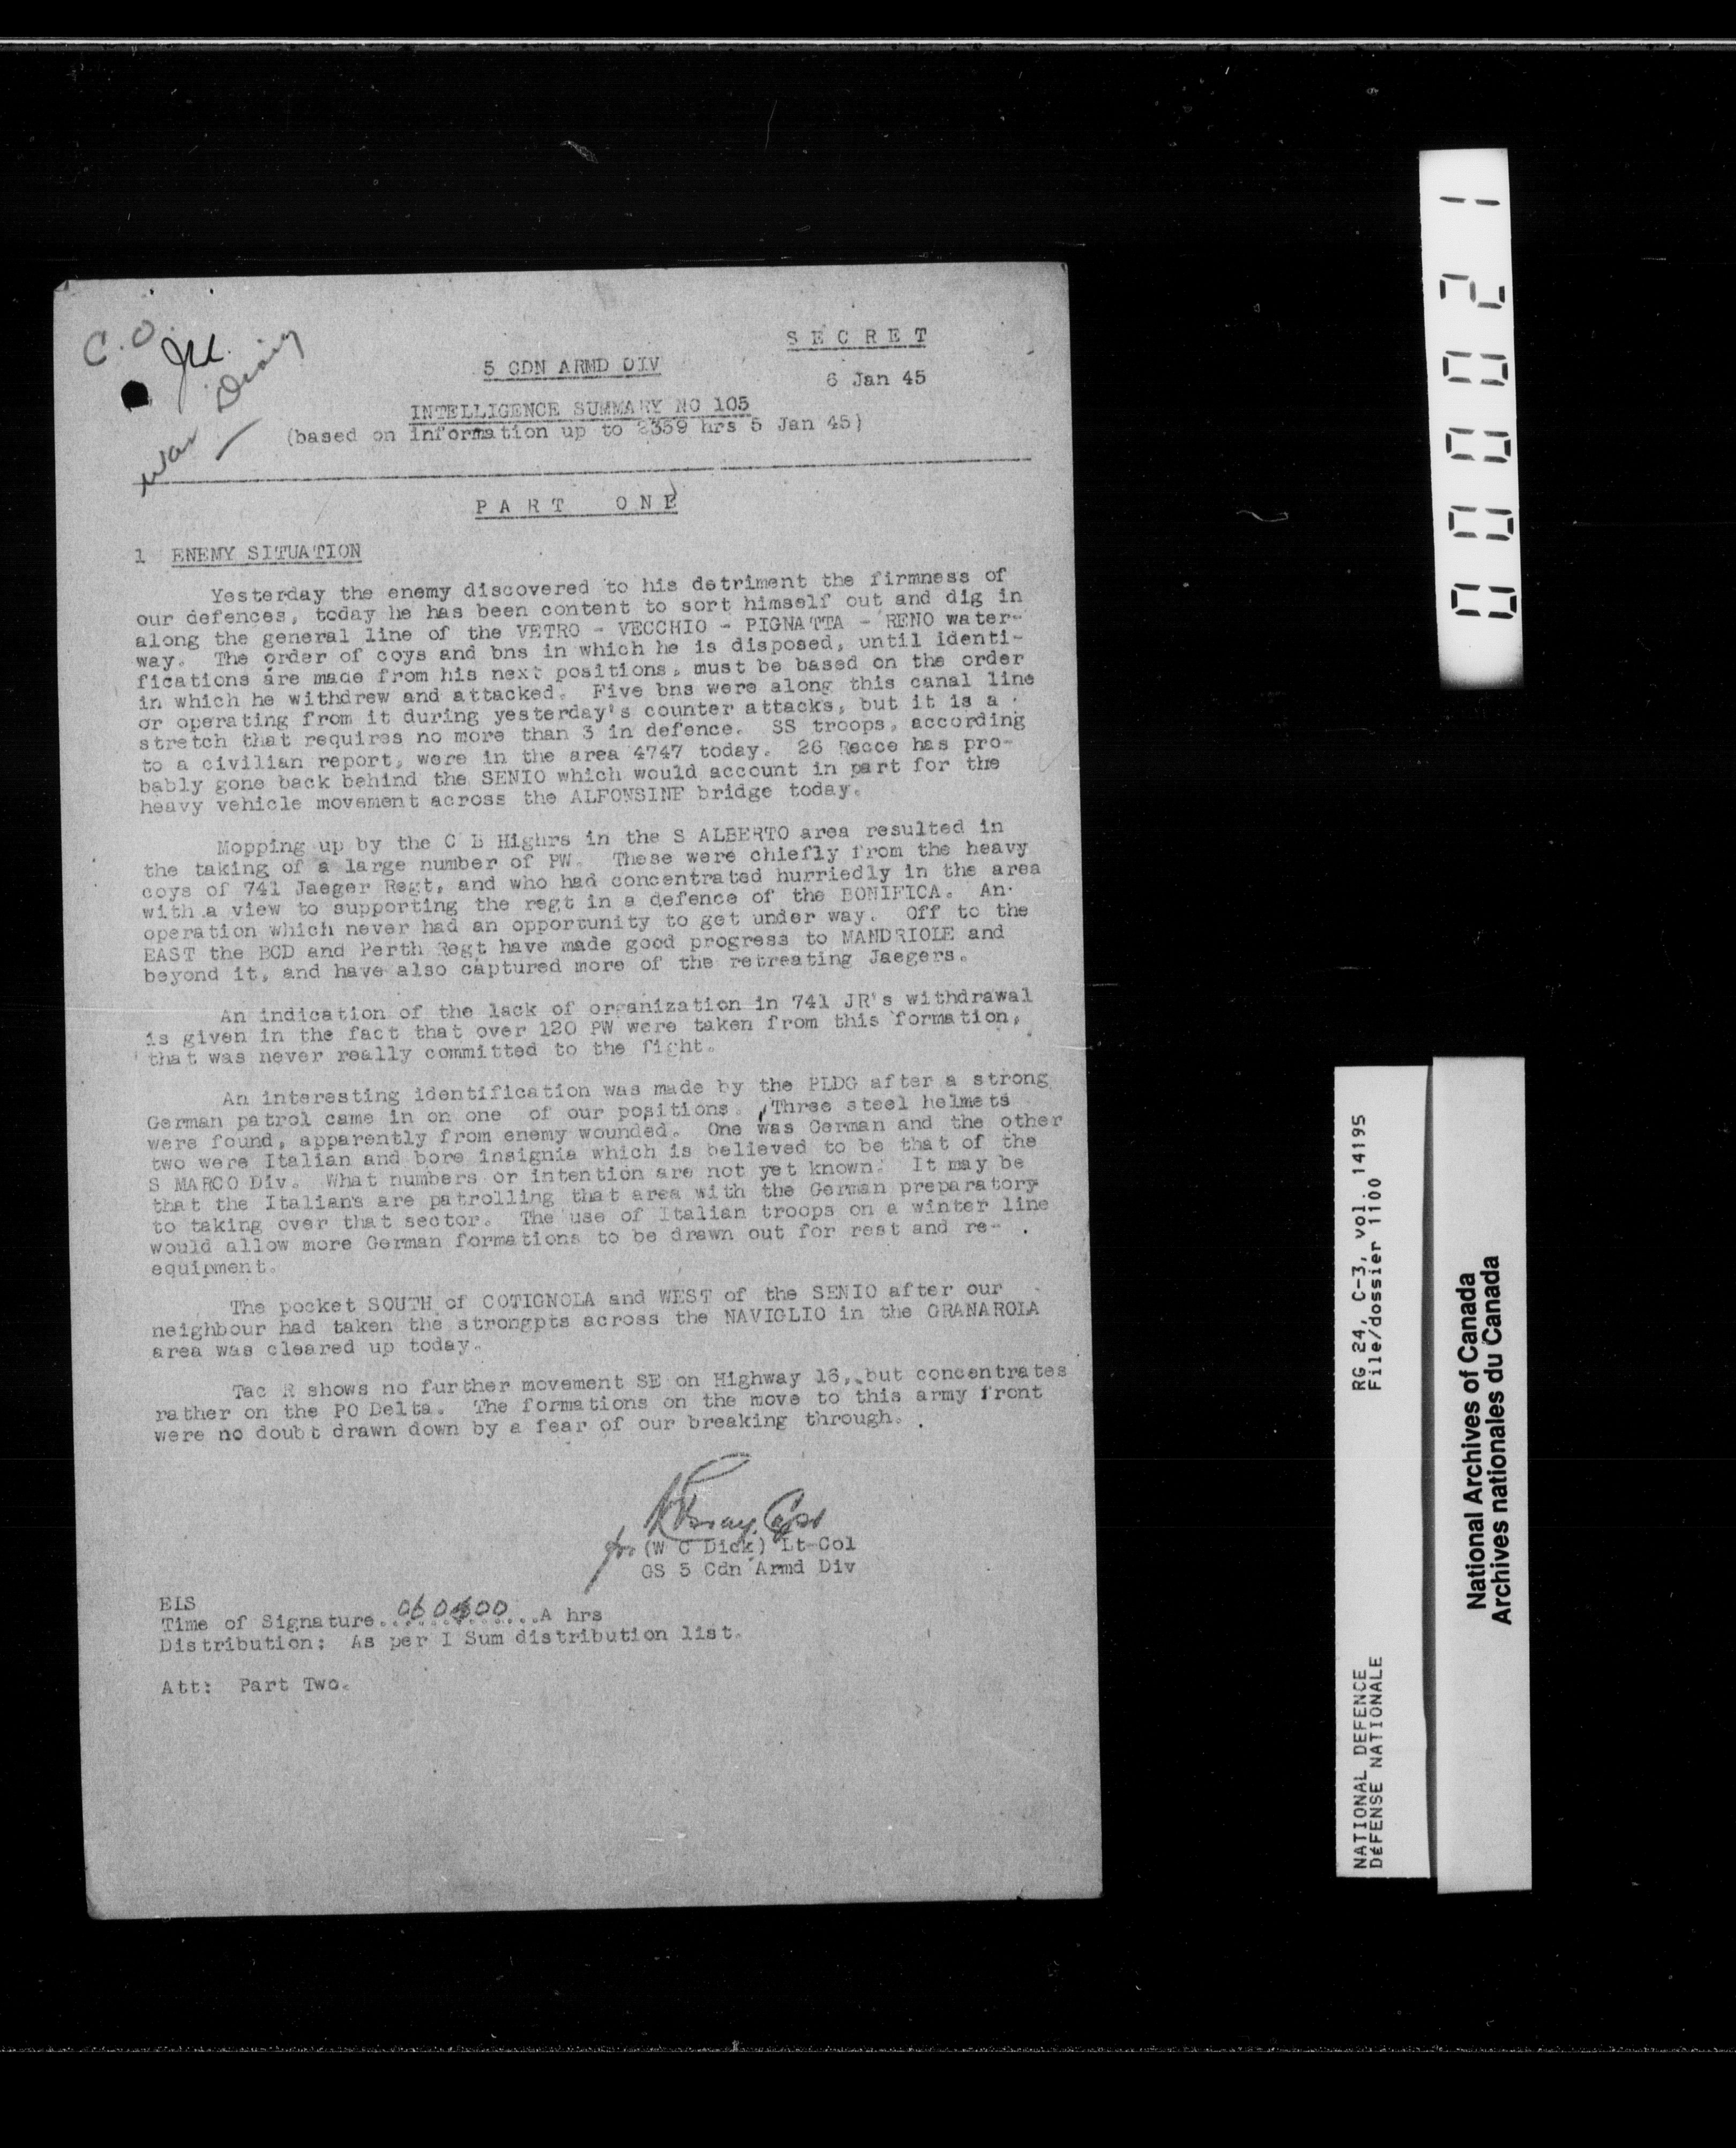 C.O.
War Diary
S E C R E T
5 CDN ARMD DIV
6 Jan 45
INTELLIGENCE SUMMARY NO 105
(based on information up to 2359 hrs 5 Jan 45)
P A R T   O N E
1 ENEMY SITUATION
Yesterday the enemy discovered to his detriment the firmness of
our defences, today he has been content to sort himself out and dig in
along the general line of the VETRO - VECCHIO - PIGNATTA - RENO water-
way. The order of coys and bns in which he is disposed, until identi-
fications are made from his next positions, must be based on the order
in which he withdrew and attacked. Five bns were along this canal line
or operating from it during yesterday's counter attacks, but it is a
stretch that requires no more than 3 in defence. SS troops, according
to a civilian report, were in the area 4747 today. 26 Recce has pro-
bably gone back behind the SENIO which would account in part for the
heavy vehicle movement across the ALFONSINE bridge today.
Mopping up by the C B Highrs in the S ALBERTO area resulted in
the taking of a large number of PW. These were chiefly from the heavy
coys of 741 Jaeger Regt, and who had concentrated hurriedly in the area
with a view to supporting the regt in a defence of the BONIFICA. An
operation which never had an opportunity to get under way. Off to the
EAST the BCD and Perth Regt have made good progress to MANDRIOLE and
beyond it, and have also captured more of the retreating Jaegers.
An indication of the lack of organization in 741 JR's withdrawal
is given in the fact that over 120 PW were taken from this formation,
that was never really committed to the fight.
An interesting identification was made by the PLDG after a strong
German patrol came in on one of our positions. Three steel helmets
were found, apparently from enemy wounded. One was German and the other
two were Italian and bore insignia which is believed to be that of the
S MARCO Div. What numbers or intention are not yet known. It may be
that the Italians are patrolling that area with the German preparatory
to taking over that sector. The use of Italian troops on a winter line
would allow more German formations to be drawn out for rest and re-
equipment.
The pocket SOUTH of COTIGNOLA and WEST of the SENIO after our
neighbour had taken the strongpts across the NAVIGLIO in the GRANAROLA
area was cleared up today.
Tac R shows no further movement SE on Highway 16, but concentrates
rather on the PO Delta. The formations on the move to this army front
were no doubt drawn down by a fear of our breaking through.
Capt
for (W C Dick) Lt-Col
GS 5 Cdn Armd Div
EIS
Time of Signature..............A hrs
Distribution: As per I Sum distribution list.
Att: Part Two.
00021
RG 24, C-3, vol. 14195
File/dossier 1100
NATIONAL DEFENCE
DÉFENSE NATIONALE
National Archives of Canada
Archives nationales du Canada